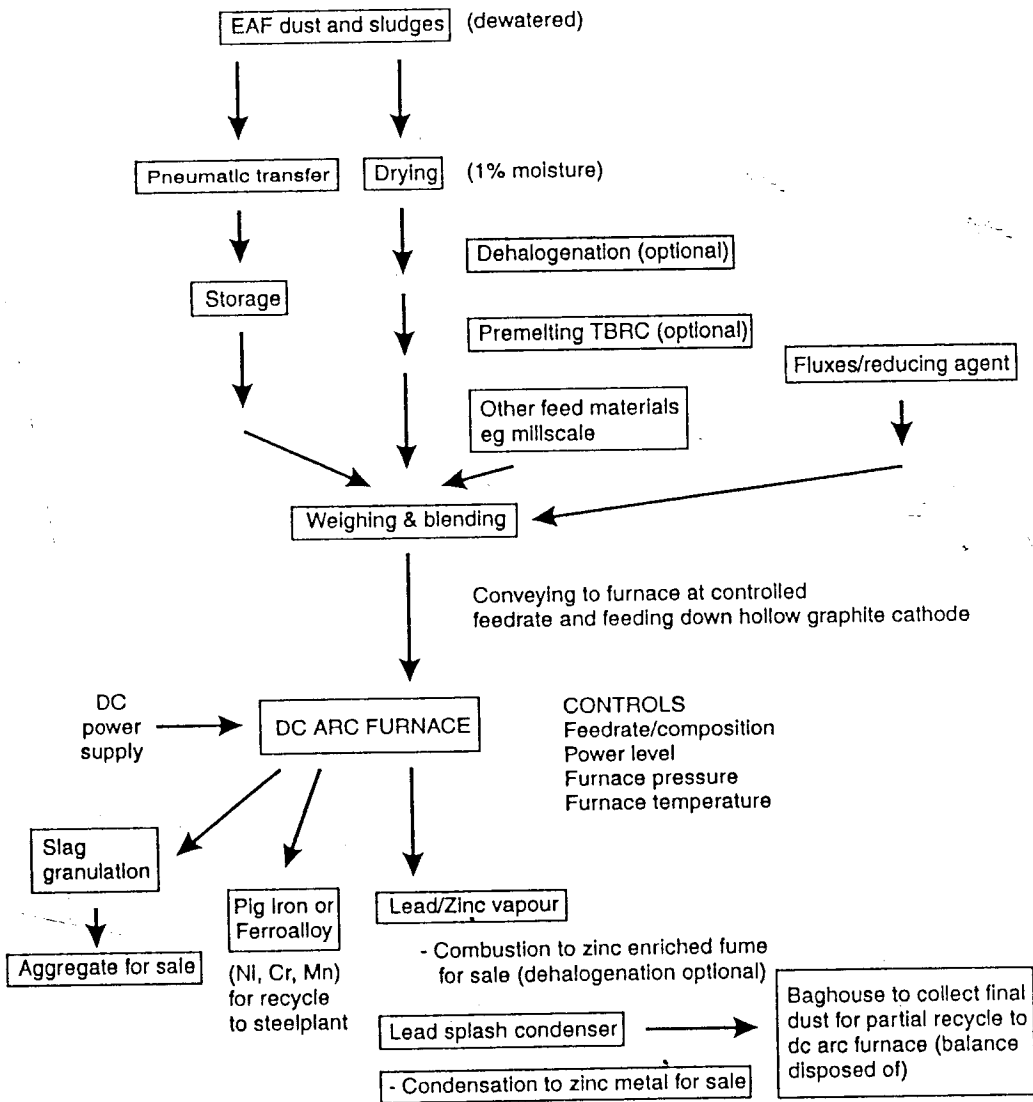 EAF dust and sludges (dewatered)
Pneumatic transfer
Drying (1% moisture)
Dehalogenation (optional)
Storage
Premelting TBRC (optional)
Fluxes/reducing agent
Other feed materials
eg millscale
Weighing & blending
Conveying to furnace at controlled
feedrate and feeding down hollow graphite cathode
DC
power
supply
DC ARC FURNACE
CONTROLS
Feedrate/composition
Power level
Furnace pressure
Furnace temperature
Slag
granulation
Aggregate for sale
Pig Iron or
Ferroalloy
(Ni, Cr, Mn)
for recycle
to steelplant
Lead/Zinc vapour
- Combustion to zinc enriched fume
for sale (dehalogenation optional)
Lead splash condenser
- Condensation to zinc metal for sale
Baghouse to collect final
dust for partial recycle to
dc arc furnace (balance
disposed of)